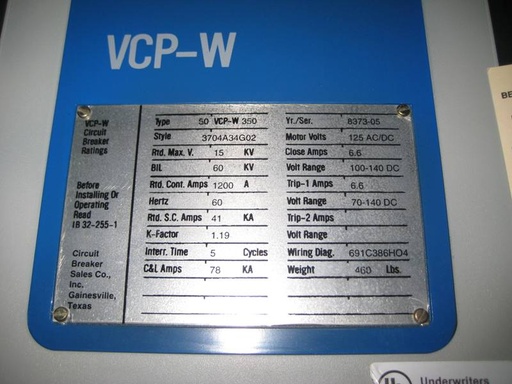 VCP-W
BE
VCP-W
Circuit
Breaker
Ratings
Before
Installing Or
Operating
Read
IB 32-255-1
Circuit
Breaker
Sales Co.,
Inc.
Gainesville,
Texas
Type 50 VCP-W 350
Style 3704A34G02
Rtd. Max. V. 15 KV
BIL 60 KV
Rtd. Cont. Amps 1200 A
Hertz 60
Rtd. S.C. Amps 41 KA
K-Factor 1.19
Interr. Time 5 Cycles
C&L Amps 78 KA
Yr./Ser. 8373-05
Motor Volts 125 AC/DC
Close Amps 6.6
Volt Range 100-140 DC
Trip-1 Amps 6.6
Volt Range 70-140 DC
Trip-2 Amps
Volt Range
Wiring Diag. 691C386HO4
Weight 460 Lbs.
UL
Underwriters